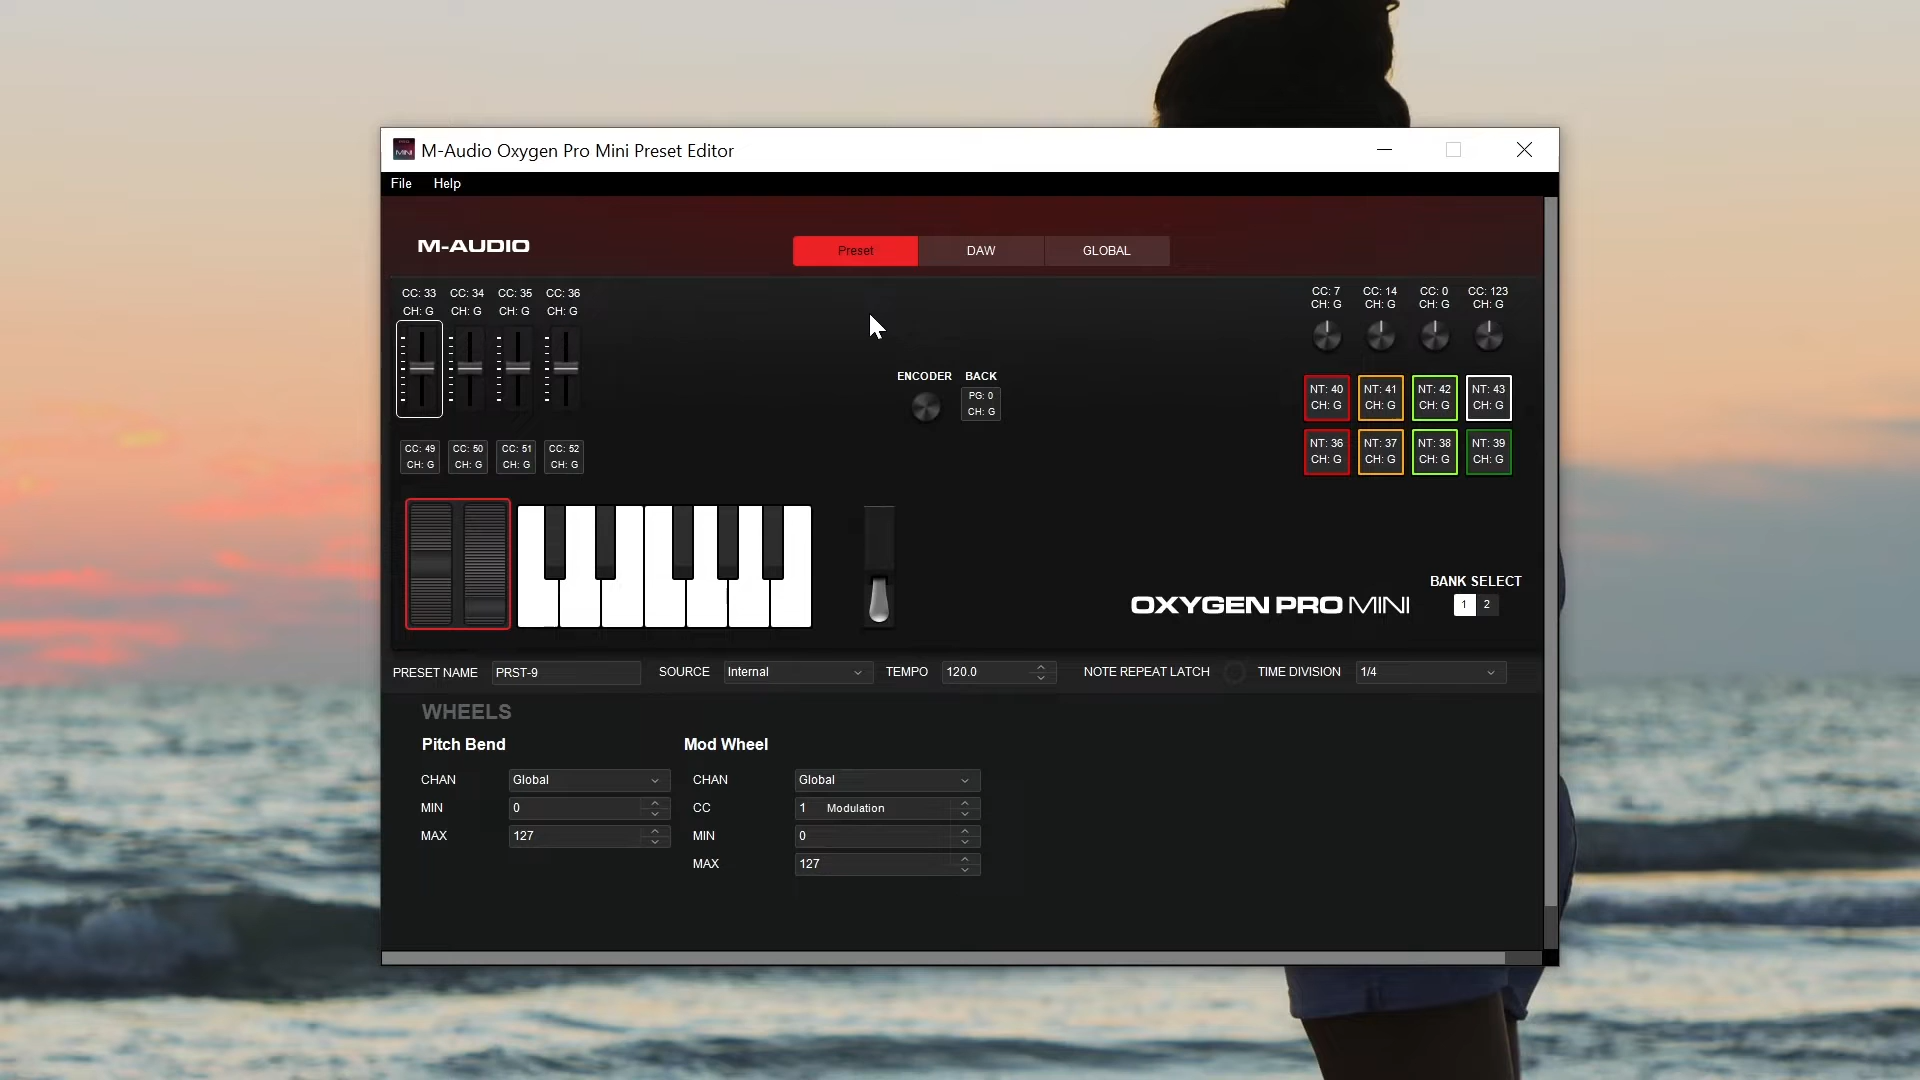 M-Audio Oxygen Pro Mini Preset Editor
File Help
M-AUDIO
Preset DAW GLOBAL
CC: 33 CC: 34 CC: 35 CC: 36
CH: G CH: G CH: G CH: G
CC: 7 CC: 14 CC: 0 CC: 123
CH: G CH: G CH: G CH: G
ENCODER BACK
PG: 0
CH: G
NT: 40 NT: 41 NT: 42 NT: 43
CH: G CH: G CH: G CH: G
NT: 36 NT: 37 NT: 38 NT: 39
CH: G CH: G CH: G CH: G
CC: 49 CC: 50 CC: 51 CC: 52
CH: G CH: G CH: G CH: G
OXYGEN PRO MINI
BANK SELECT
1 2
PRESET NAME PRST-9 SOURCE Internal TEMPO 120.0 NOTE REPEAT LATCH TIME DIVISION 1/4
WHEELS
Pitch Bend Mod Wheel
CHAN Global CHAN Global
MIN 0 CC 1 Modulation
MAX 127 MIN 0
MAX 127